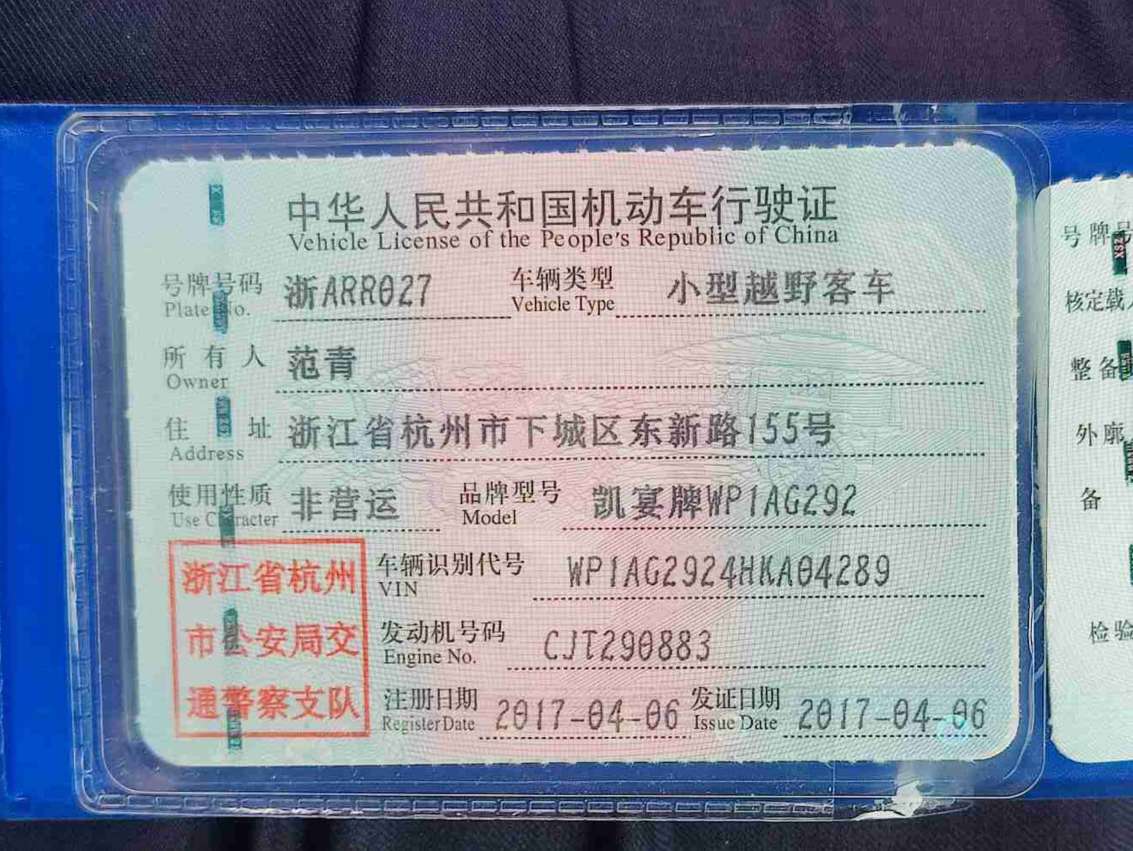 中华人民共和国机动车行驶证
Vehicle License of the People's Republic of China
号牌号码 浙ARR027 车辆类型 小型越野客车
Plate No. Vehicle Type
所有人 范青
Owner
住址 浙江省杭州市下城区东新路155号
Address
使用性质 非营运 品牌型号 凯宴牌WP1AG292
Use Character Model
浙江省杭州
市公安局交
通警察支队
车辆识别代号 WP1AG2924HKA04289
VIN
发动机号码 CJT290883
Engine No.
注册日期 2017-04-06 发证日期 2017-04-06
Register Date Issue Date
号牌号
核定载人
整备
外廓
备
检验